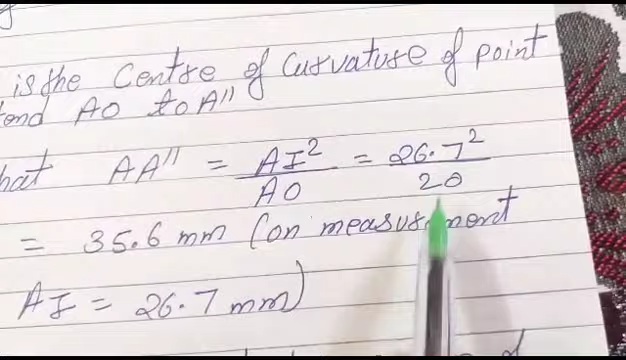 is the Centre of Curvature of point
AO to A"
hat AA" = AI²/AO = 26.7²/20
= 35.6 mm (on measurement
AI = 26.7 mm)